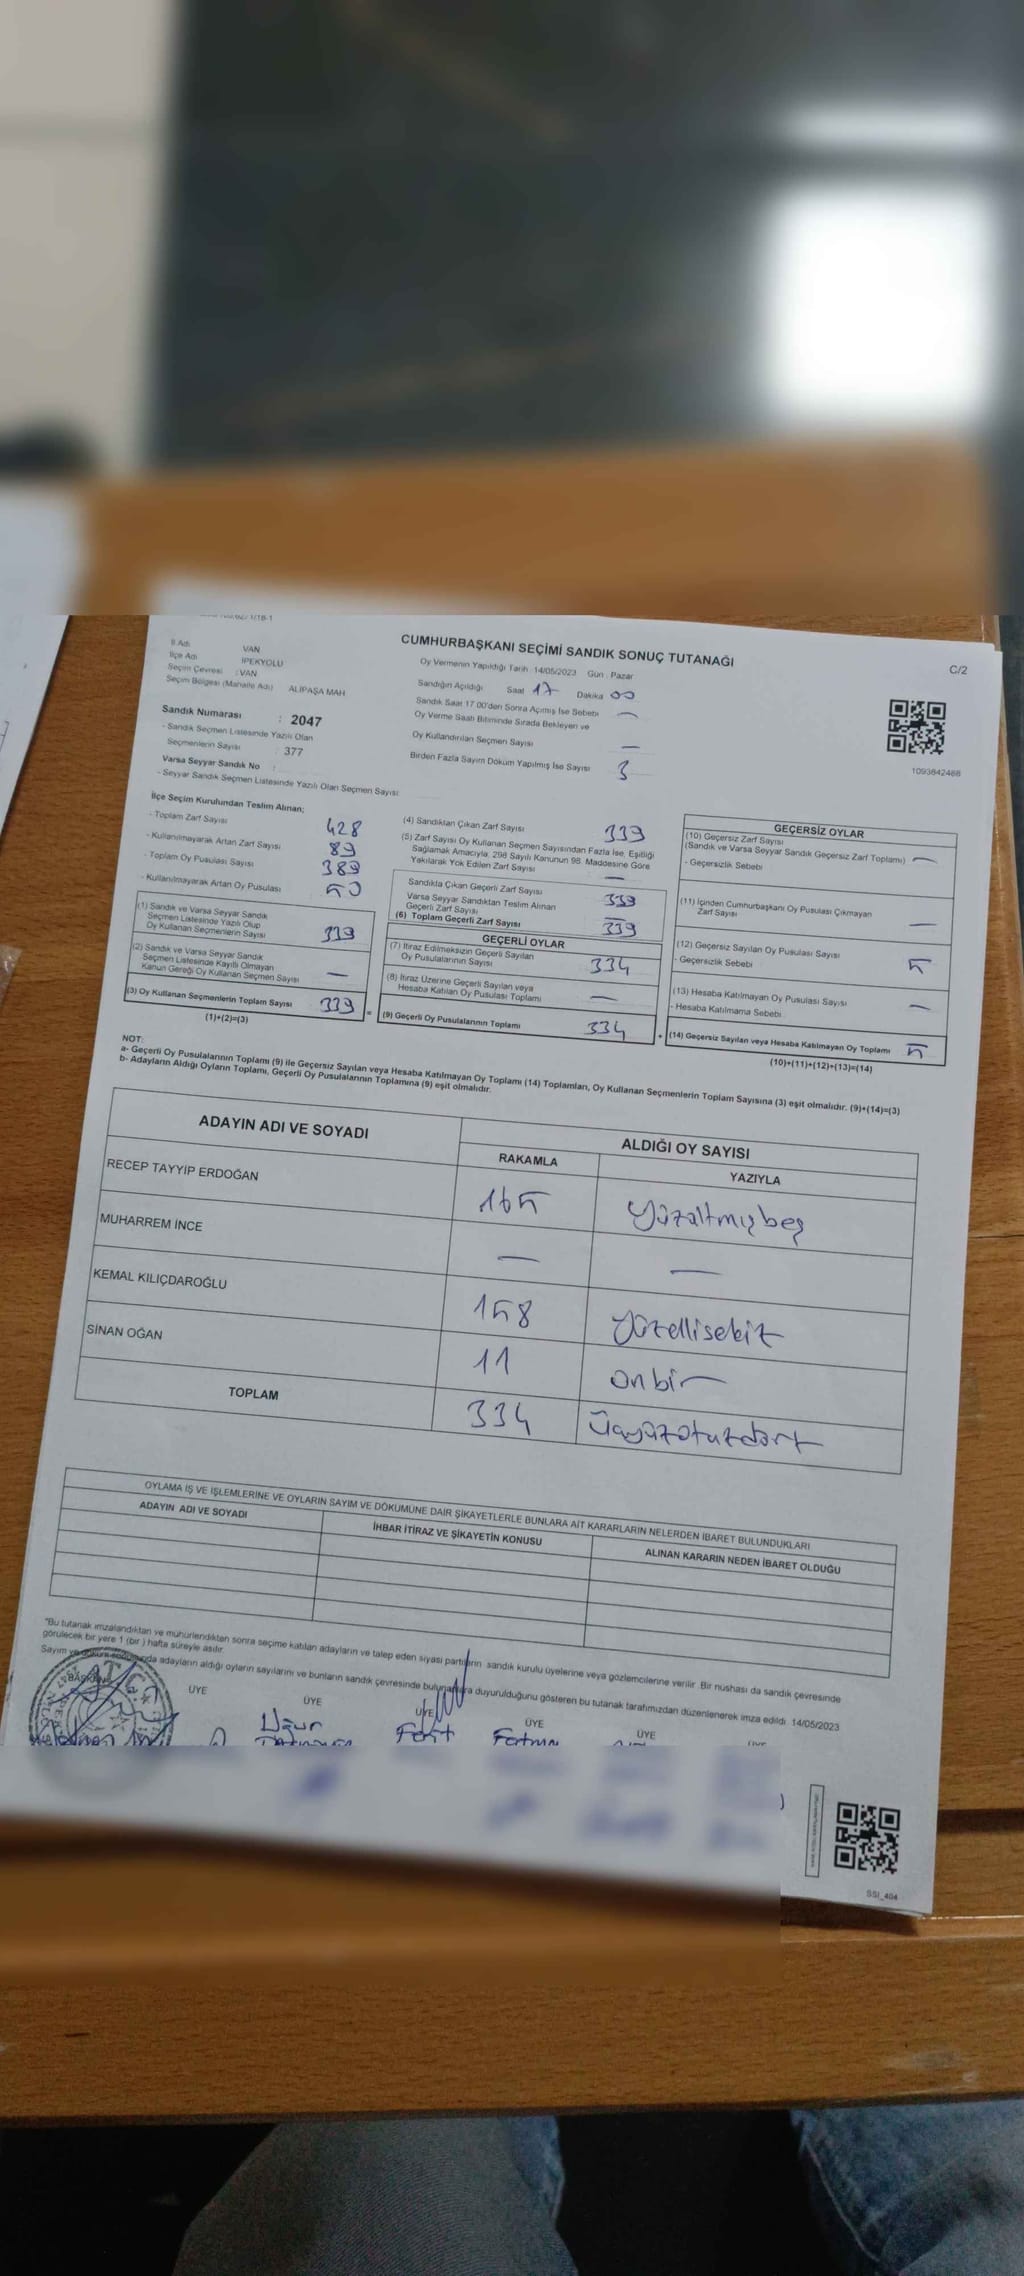 CUMHURBAŞKANI SEÇİMİ SANDIK SONUÇ TUTANAĞI
C/2
İl Adı VAN
İlçe Adı İPEKYOLU
Seçim Çevresi : VAN
Seçim Bölgesi (Mahalle Adı) ALİPAŞA MAH.
Sandık Numarası : 2047
- Sandık Seçmen Listesinde Yazılı Olan
Seçmenlerin Sayısı : 377
Varsa Seyyar Sandık No :
- Seyyar Sandık Seçmen Listesinde Yazılı Olan Seçmen Sayısı
Oy Vermenin Yapıldığı Tarih : 14/05/2023 Gün : Pazar
Sandığın Açıldığı Saat 17 Dakika 00
Sandık Saat 17.00'den Sonra Açılmış İse Sebebi —
Oy Verme Saati Bitiminde Sırada Bekleyen ve
Oy Kullandırılan Seçmen Sayısı —
Birden Fazla Sayım Döküm Yapılmış İse Sayısı 3
1093842488
İlçe Seçim Kurulundan Teslim Alınan;
- Toplam Zarf Sayısı 428
- Kullanılmayarak Artan Zarf Sayısı 89
- Toplam Oy Pusulası Sayısı 389
- Kullanılmayarak Artan Oy Pusulası 50
(1) Sandık ve Varsa Seyyar Sandık
Seçmen Listesinde Yazılı Olup
Oy Kullanan Seçmenlerin Sayısı 339
(2) Sandık ve Varsa Seyyar Sandık
Seçmen Listesinde Kayıtlı Olmayan
Kanun Gereği Oy Kullanan Seçmen Sayısı —
(3) Oy Kullanan Seçmenlerin Toplam Sayısı 339 =
(1)+(2)=(3)
(4) Sandıktan Çıkan Zarf Sayısı 339
(5) Zarf Sayısı Oy Kullanan Seçmen Sayısından Fazla İse, Eşitliği
Sağlamak Amacıyla, 298 Sayılı Kanunun 98. Maddesine Göre
Yakılarak Yok Edilen Zarf Sayısı —
Sandıkta Çıkan Geçerli Zarf Sayısı 339
Varsa Seyyar Sandıktan Teslim Alınan
Geçerli Zarf Sayısı —
(6) Toplam Geçerli Zarf Sayısı 339
GEÇERLİ OYLAR
(7) İtiraz Edilmeksizin Geçerli Sayılan
Oy Pusulalarının Sayısı 334
(8) İtiraz Üzerine Geçerli Sayılan veya
Hesaba Katılan Oy Pusulası Toplamı —
(9) Geçerli Oy Pusulalarının Toplamı 334 +
GEÇERSİZ OYLAR
(10) Geçersiz Zarf Sayısı
(Sandık ve Varsa Seyyar Sandık Geçersiz Zarf Toplamı) —
- Geçersizlik Sebebi
(11) İçinden Cumhurbaşkanı Oy Pusulası Çıkmayan
Zarf Sayısı —
(12) Geçersiz Sayılan Oy Pusulası Sayısı 5
- Geçersizlik Sebebi
(13) Hesaba Katılmayan Oy Pusulası Sayısı —
- Hesaba Katılmama Sebebi
(14) Geçersiz Sayılan veya Hesaba Katılmayan Oy Toplamı 5
(10)+(11)+(12)+(13)=(14)
NOT:
a- Geçerli Oy Pusulalarının Toplamı (9) ile Geçersiz Sayılan veya Hesaba Katılmayan Oy Toplamı (14) Toplamları, Oy Kullanan Seçmenlerin Toplam Sayısına (3) eşit olmalıdır. (9)+(14)=(3)
b- Adayların Aldığı Oyların Toplamı, Geçerli Oy Pusulalarının Toplamına (9) eşit olmalıdır.
ADAYIN ADI VE SOYADI
ALDIĞI OY SAYISI
RAKAMLA YAZIYLA
RECEP TAYYİP ERDOĞAN 165 yüzaltmışbeş
MUHARREM İNCE — —
KEMAL KILIÇDAROĞLU 158 yüzellisekiz
SİNAN OĞAN 11 onbir
TOPLAM 334 üçyüzotuzdört
OYLAMA İŞ VE İŞLEMLERİNE VE OYLARIN SAYIM VE DÖKÜMÜNE DAİR ŞİKAYETLERLE BUNLARA AİT KARARLARIN NELERDEN İBARET BULUNDUKLARI
ADAYIN ADI VE SOYADI İHBAR İTİRAZ VE ŞİKAYETİN KONUSU ALINAN KARARIN NEDEN İBARET OLDUĞU
"Bu tutanak imzalandıktan ve mühürlendikten sonra seçime katılan adayların ve talep eden siyasi partilerin sandık kurulu üyelerine veya gözlemcilerine verilir. Bir nüshası da sandık çevresinde
görülecek bir yere 1 (bir ) hafta süreyle asılır.
Sayım ve döküm sonucunda adayların aldığı oyların sayılarını ve bunların sandık çevresinde bulunanlara duyurulduğunu gösteren bu tutanak tarafımızdan düzenlenerek imza edildi. 14/05/2023
BAŞKAN ÜYE ÜYE ÜYE ÜYE ÜYE ÜYE
Uğur Ferit Fatma
SSI_404